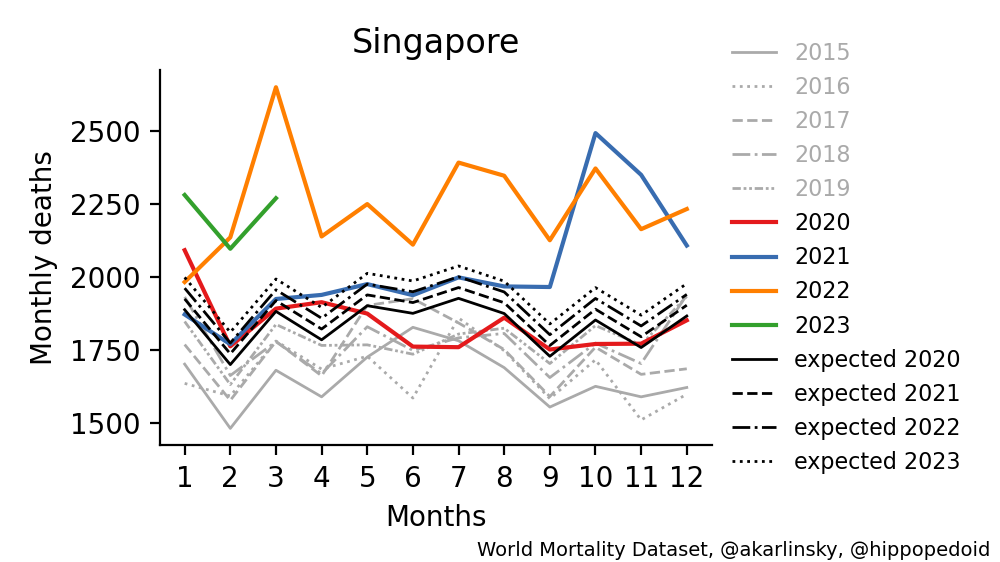 Singapore
2015
2016
2017
2018
2019
2020
2021
2022
2023
expected 2020
expected 2021
expected 2022
expected 2023
Monthly deaths
2500
2250
2000
1750
1500
1 2 3 4 5 6 7 8 9 10 11 12
Months
World Mortality Dataset, @akarlinsky, @hippopedoid